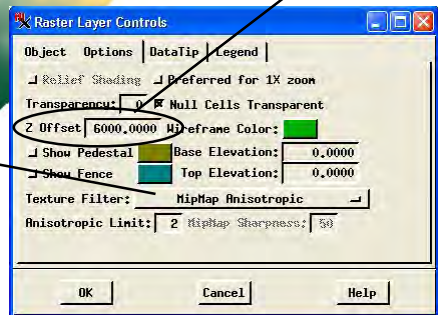 Raster Layer Controls
Object Options DataTip Legend
Relief Shading Preferred for 1X zoom
Transparency: 0 Null Cells Transparent
Z Offset 6000.0000 Wireframe Color:
Show Pedestal Base Elevation: 0.0000
Show Fence Top Elevation: 0.0000
Texture Filter: MipMap Anisotropic
Anisotropic Limit: 2 MipMap Sharpness: 50
OK Cancel Help